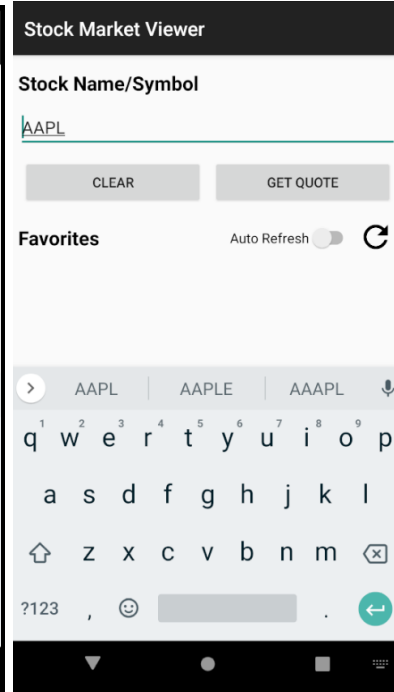 Stock Market Viewer
Stock Name/Symbol
AAPL
CLEAR GET QUOTE
Favorites Auto Refresh
AAPL AAPLE AAAPL
1 2 3 4 5 6 7 8 9
q w e r t y u i o p
a s d f g h j k l
z x c v b n m
?123 , .